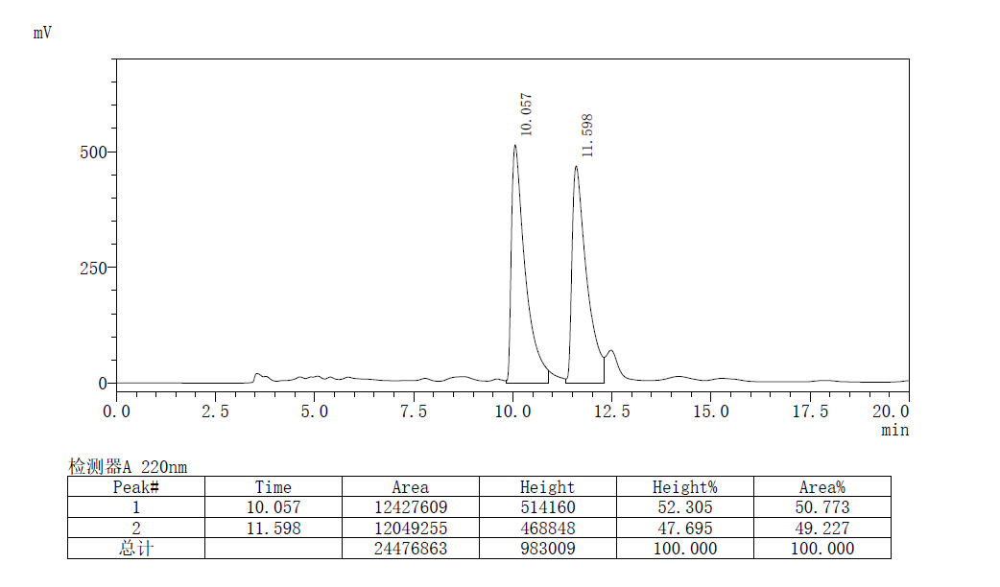 mV
10.057
11.598
500
250
0
0.0 2.5 5.0 7.5 10.0 12.5 15.0 17.5 20.0
min
检测器A 220nm
Peak# Time Area Height Height% Area%
1 10.057 12427609 514160 52.305 50.773
2 11.598 12049255 468848 47.695 49.227
总计 24476863 983009 100.000 100.000